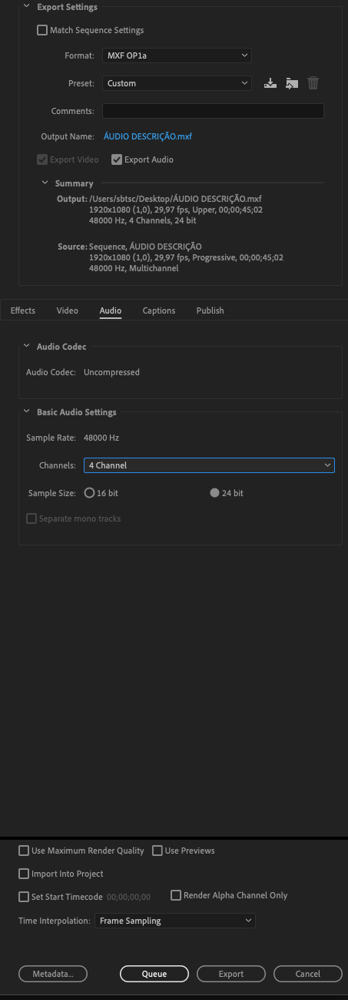 Export Settings
Match Sequence Settings
Format: MXF OP1a
Preset: Custom
Comments:
Output Name: ÁUDIO DESCRIÇÃO.mxf
Export Video Export Audio
Summary
Output: /Users/sbtsc/Desktop/ÁUDIO DESCRIÇÃO.mxf
1920x1080 (1,0), 29,97 fps, Upper, 00;00;45;02
48000 Hz, 4 Channels, 24 bit
Source: Sequence, ÁUDIO DESCRIÇÃO
1920x1080 (1,0), 29,97 fps, Progressive, 00;00;45;02
48000 Hz, Multichannel
Effects Video Audio Captions Publish
Audio Codec
Audio Codec: Uncompressed
Basic Audio Settings
Sample Rate: 48000 Hz
Channels: 4 Channel
Sample Size: 16 bit 24 bit
Separate mono tracks
Use Maximum Render Quality Use Previews
Import Into Project
Set Start Timecode 00;00;00;00 Render Alpha Channel Only
Time Interpolation: Frame Sampling
Metadata... Queue Export Cancel